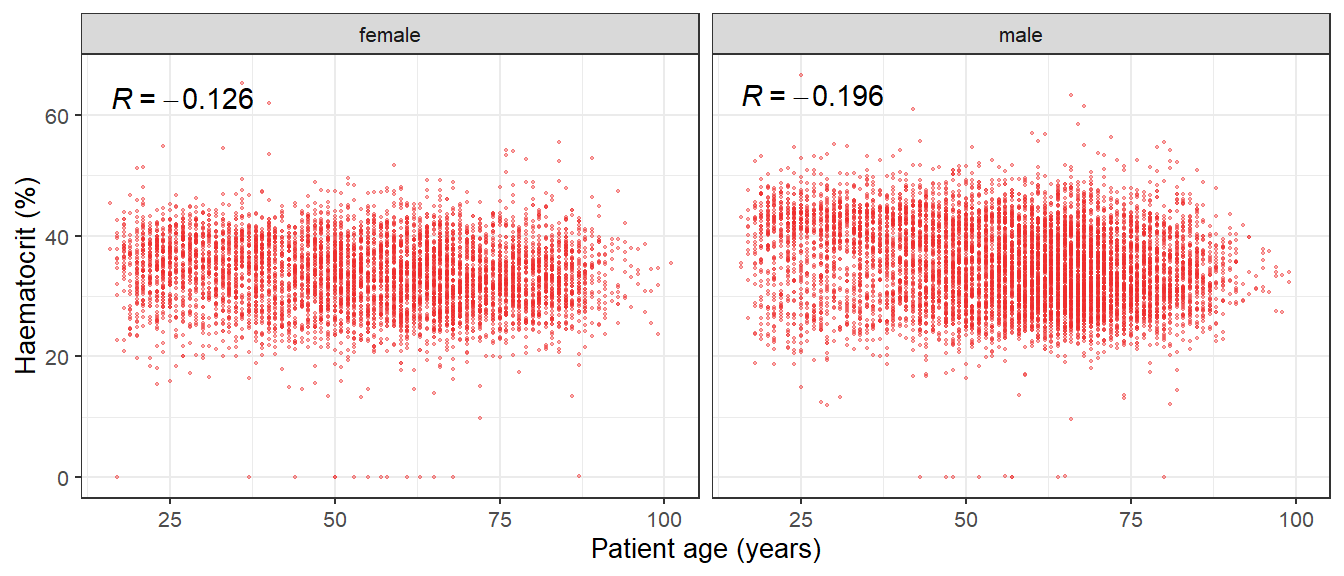 female
male
R = −0.126
R = −0.196
Haematocrit (%)
60
40
20
0
25 50 75 100
25 50 75 100
Patient age (years)